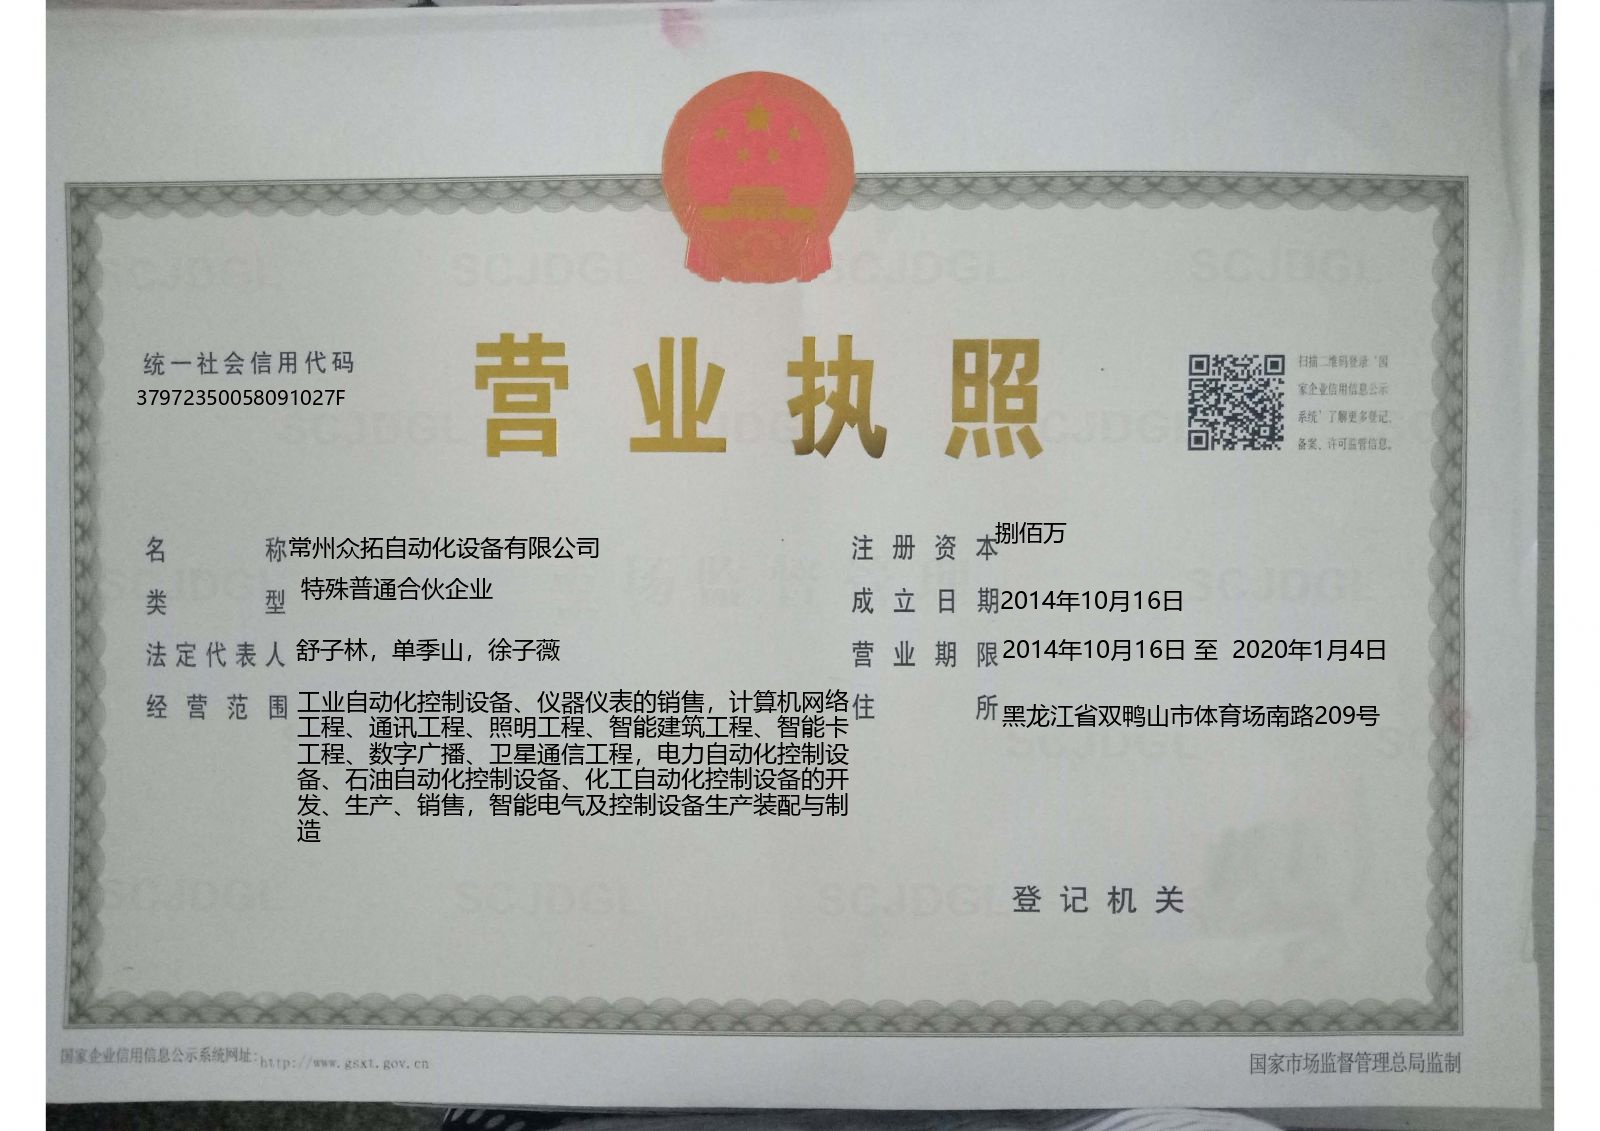 统一社会信用代码
37972350058091027F
营业执照
扫描二维码登录‘国
家企业信用信息公示
系统’了解更多登记、
备案、许可监管信息。
名称 常州众拓自动化设备有限公司
类型 特殊普通合伙企业
法定代表人 舒子林，单季山，徐子薇
经营范围 工业自动化控制设备、仪器仪表的销售，计算机网络
工程、通讯工程、照明工程、智能建筑工程、智能卡
工程、数字广播、卫星通信工程，电力自动化控制设
备、石油自动化控制设备、化工自动化控制设备的开
发、生产、销售，智能电气及控制设备生产装配与制
造
注册资本 捌佰万
成立日期 2014年10月16日
营业期限 2014年10月16日 至 2020年1月4日
住所 黑龙江省双鸭山市体育场南路209号
登记机关
国家企业信用信息公示系统网址：http://www.gsxt.gov.cn
国家市场监督管理总局监制
SCJDGL